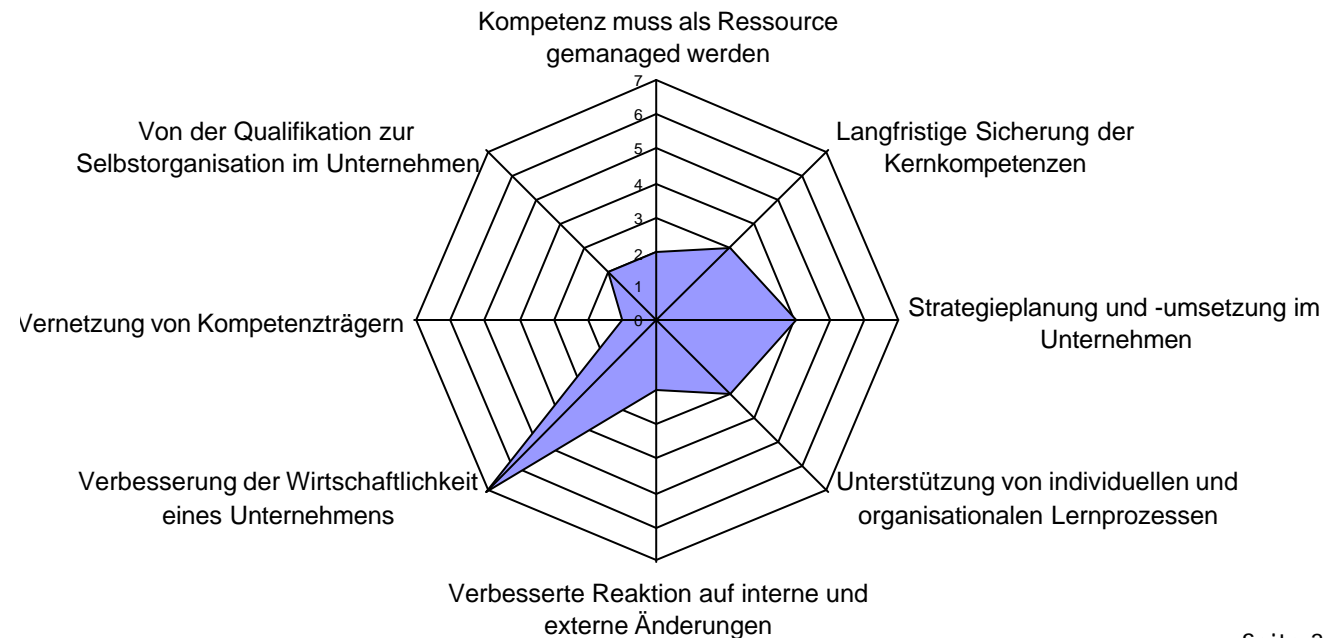 Kompetenz muss als Ressource
gemanaged werden
7
6
5
4
3
2
1
0
Von der Qualifikation zur
Selbstorganisation im Unternehmen
Langfristige Sicherung der
Kernkompetenzen
Vernetzung von Kompetenzträgern
Strategieplanung und -umsetzung im
Unternehmen
Verbesserung der Wirtschaftlichkeit
eines Unternehmens
Unterstützung von individuellen und
organisationalen Lernprozessen
Verbesserte Reaktion auf interne und
externe Änderungen